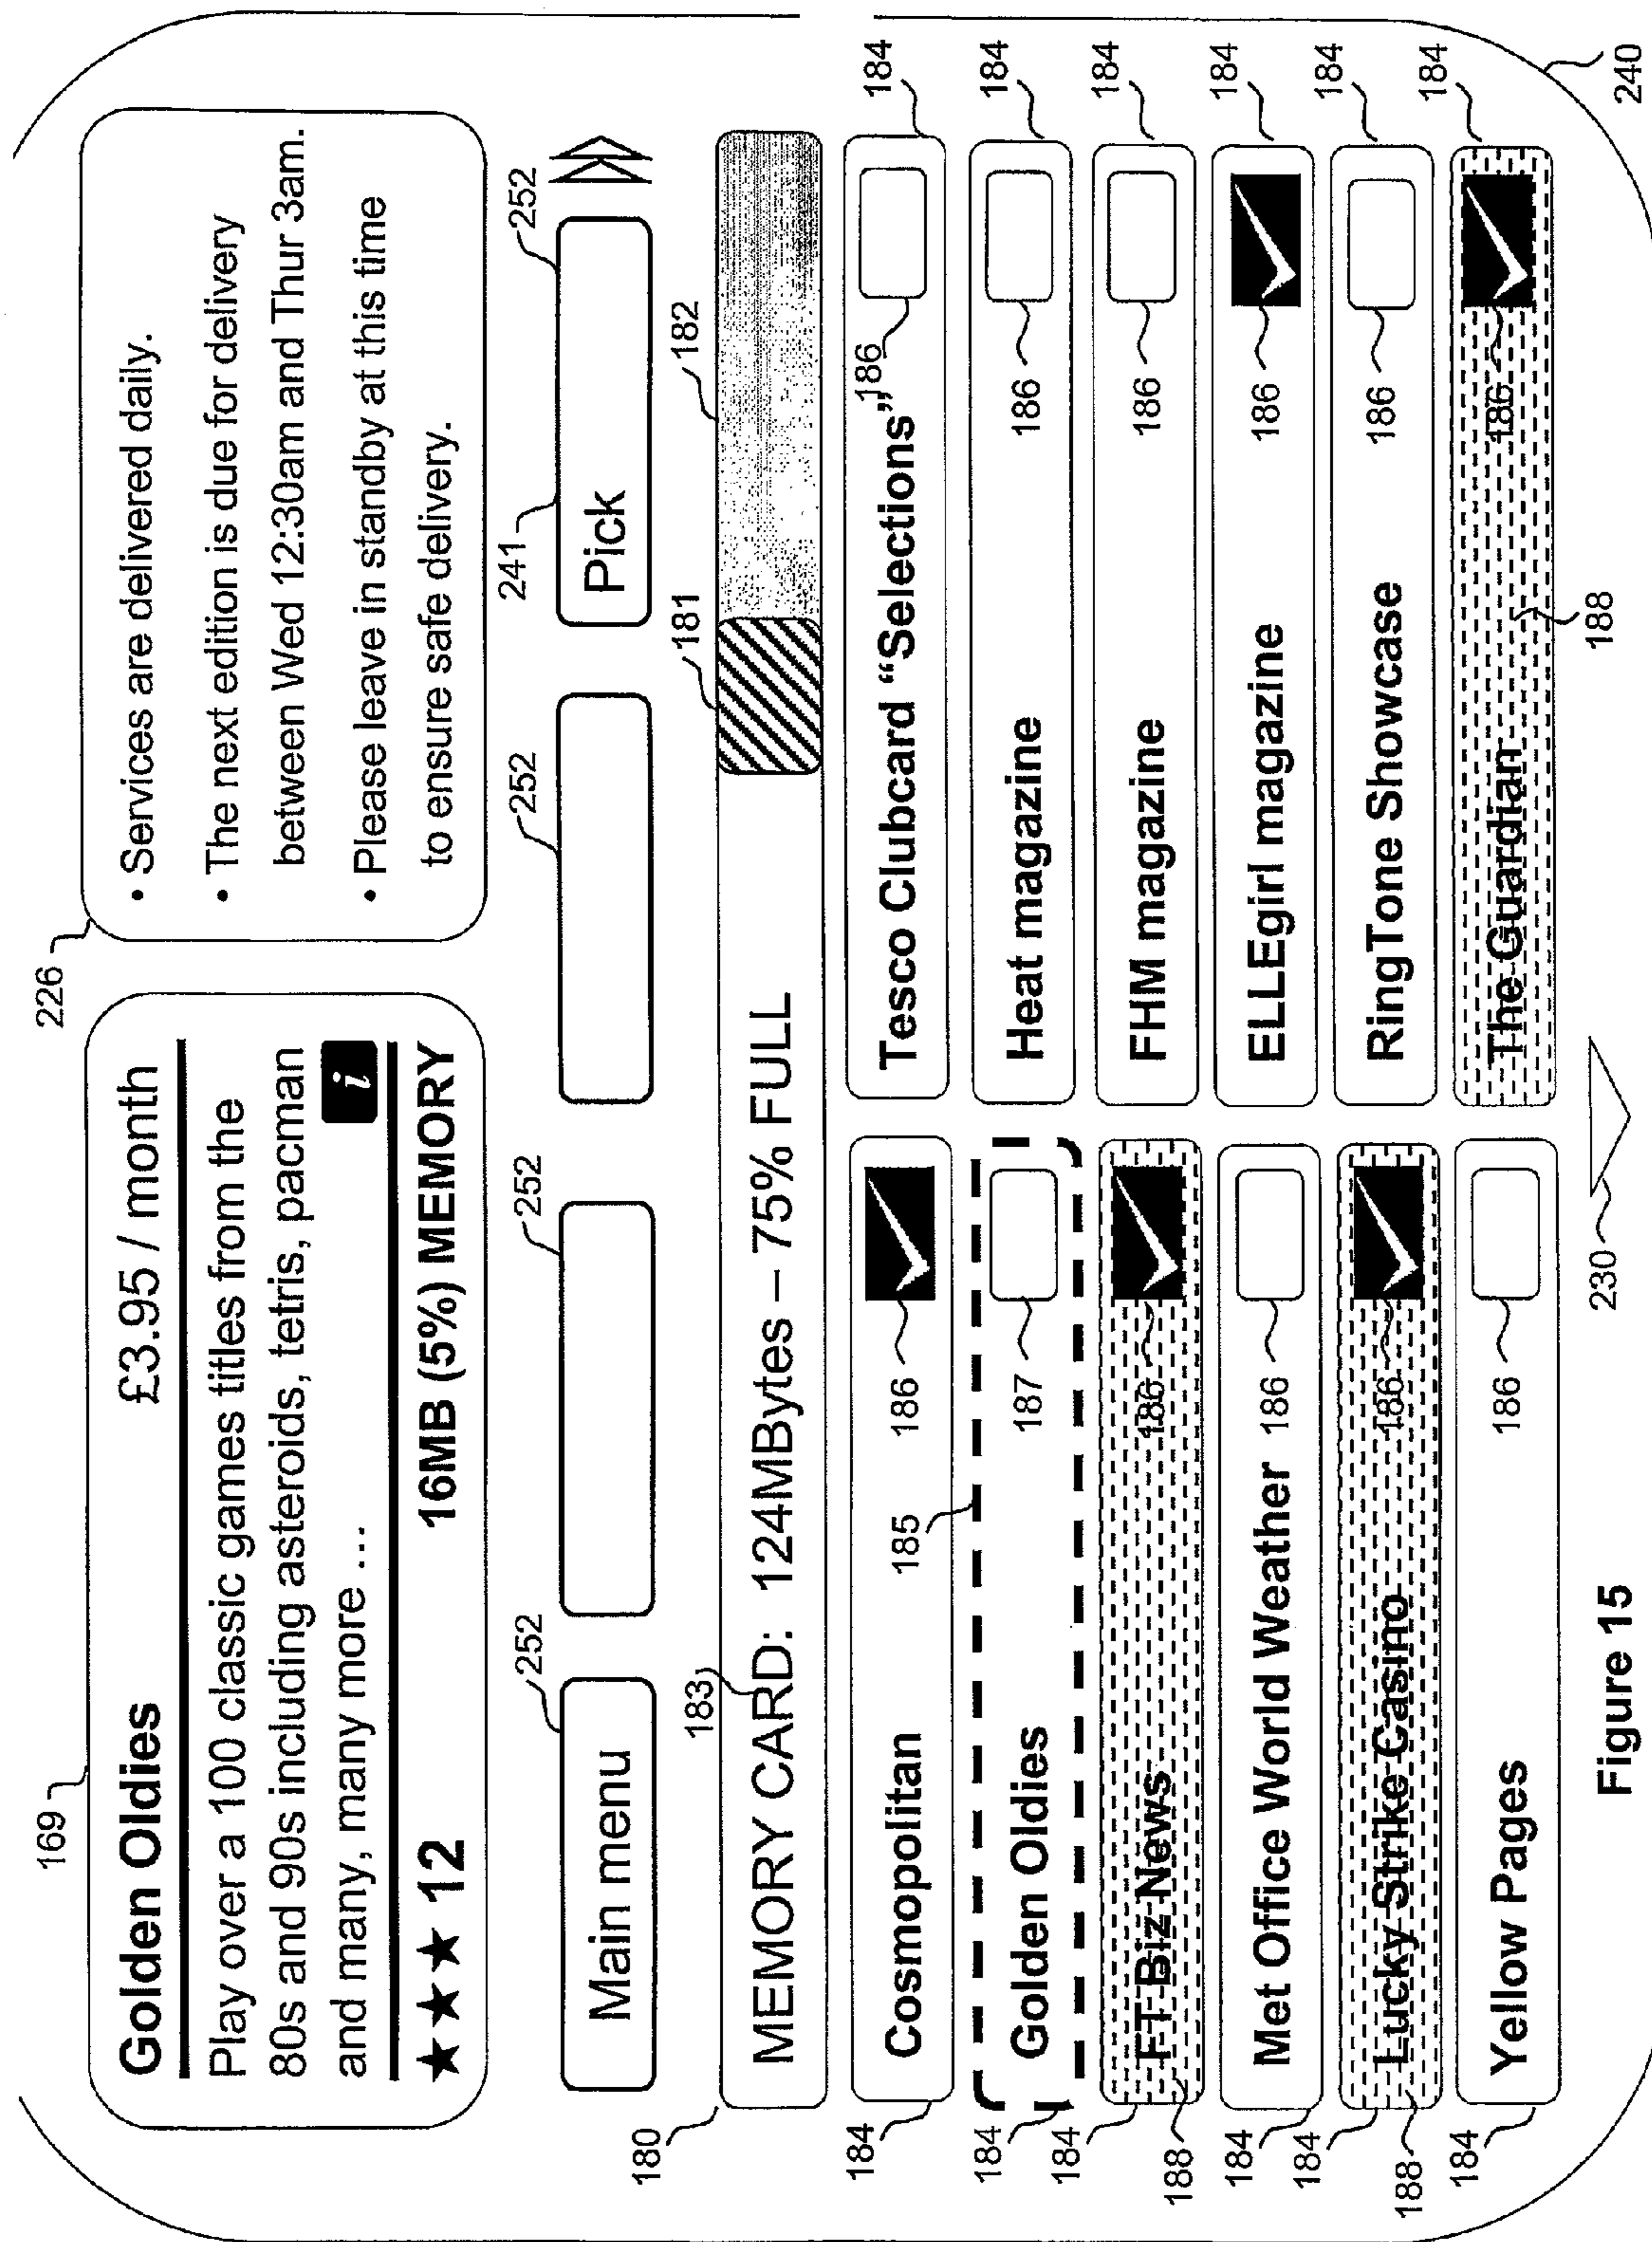 169
226
Golden Oldies £3.95 / month
Play over a 100 classic games titles from the
80s and 90s including asteroids, tetris, pacman
and many, many more ... i
★★★ 12 16MB (5%) MEMORY
• Services are delivered daily.
• The next edition is due for delivery
between Wed 12:30am and Thur 3am.
• Please leave in standby at this time
to ensure safe delivery.
252 252 252 241 252
Main menu Pick
180 183 181 182
MEMORY CARD: 124MBytes – 75% FULL
184 Cosmopolitan 186
Tesco Clubcard “Selections” 186 184
185
184 Golden Oldies 187
Heat magazine 186 184
184 FT Biz News 186
188
FHM magazine 186 184
184 Met Office World Weather 186
ELLEgirl magazine 186 184
184 Lucky Strike Casino 186
188
RingTone Showcase 186 184
184 Yellow Pages 186
The Guardian 186 184
188
230
240
Figure 15